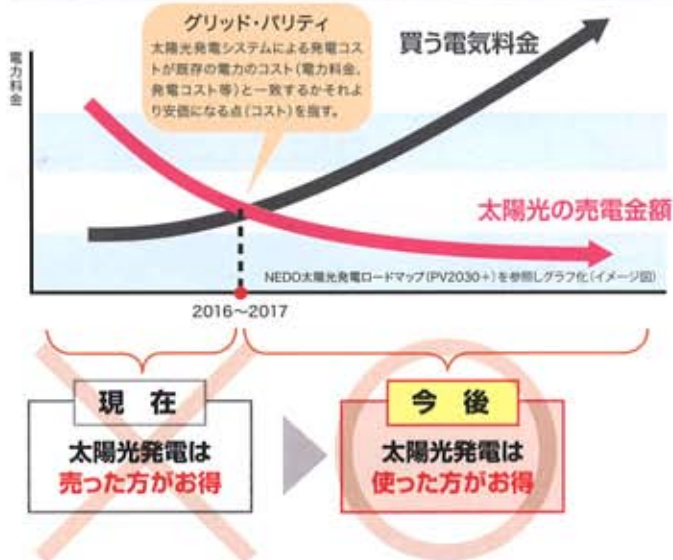 グリッド・パリティ
太陽光発電システムによる発電コス
トが既存の電力のコスト(電力料金、
発電コスト等)と一致するかそれよ
り安価になる点(コスト)を指す。
電力料金
買う電気料金
太陽光の売電金額
NEDO太陽光発電ロードマップ(PV2030+)を参照しグラフ化(イメージ図)
2016〜2017
現 在
太陽光発電は
売った方がお得
今 後
太陽光発電は
使った方がお得